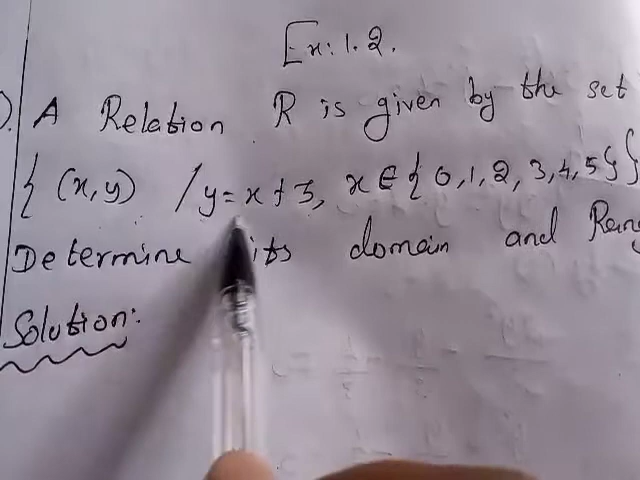 Ex: 1.2.
). A Relation R is given by the set
{ (x,y) / y = x + 3, x ∈ { 0,1,2,3,4,5}}
Determine its domain and Rang
Solution: